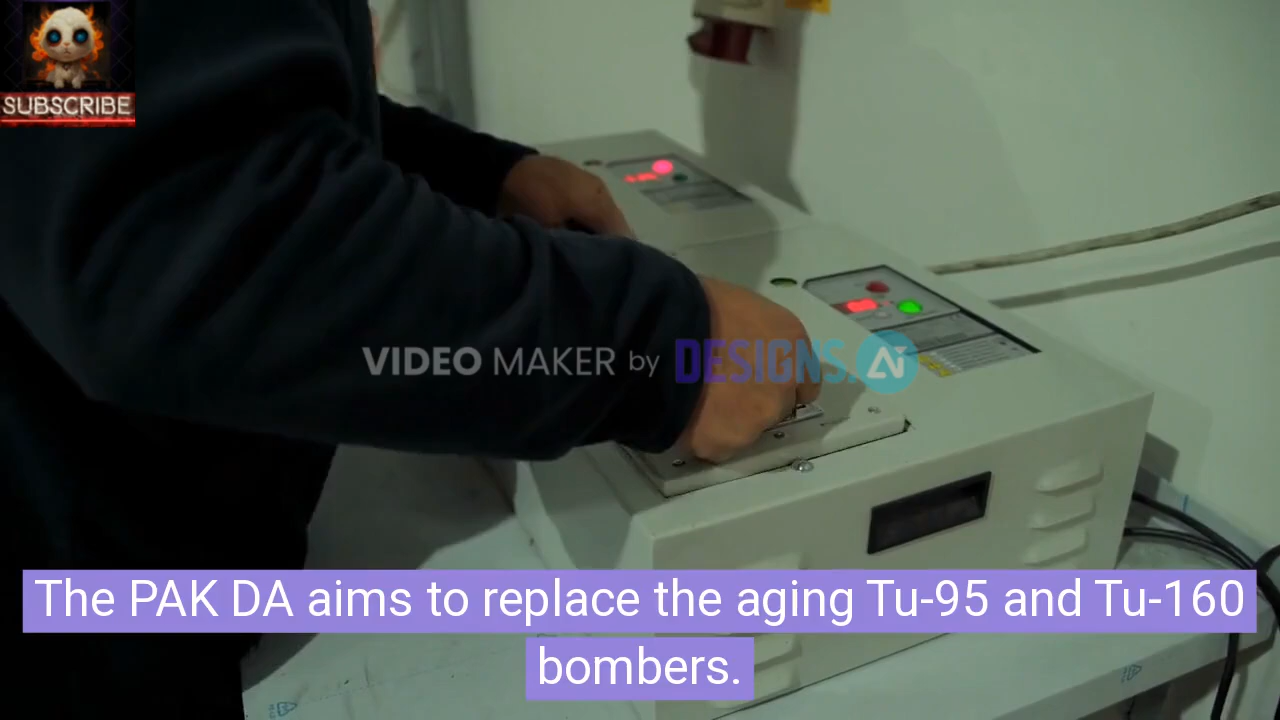 SUBSCRIBE
VIDEO MAKER by DESIGNS.AI
The PAK DA aims to replace the aging Tu-95 and Tu-160
bombers.